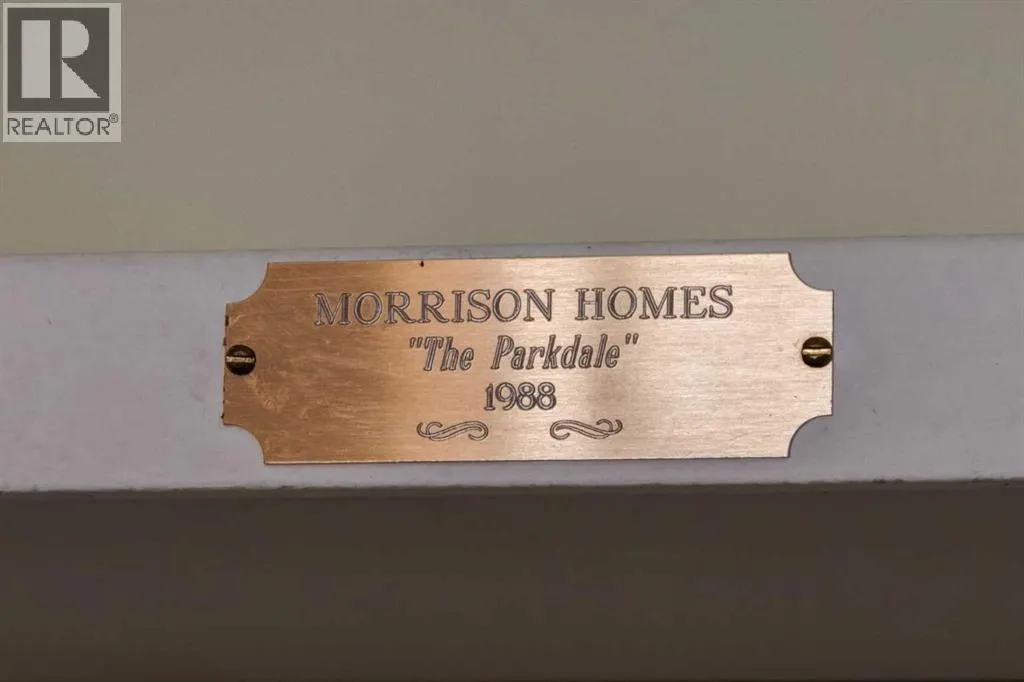 R
REALTOR®
MORRISON HOMES
"The Parkdale"
1988